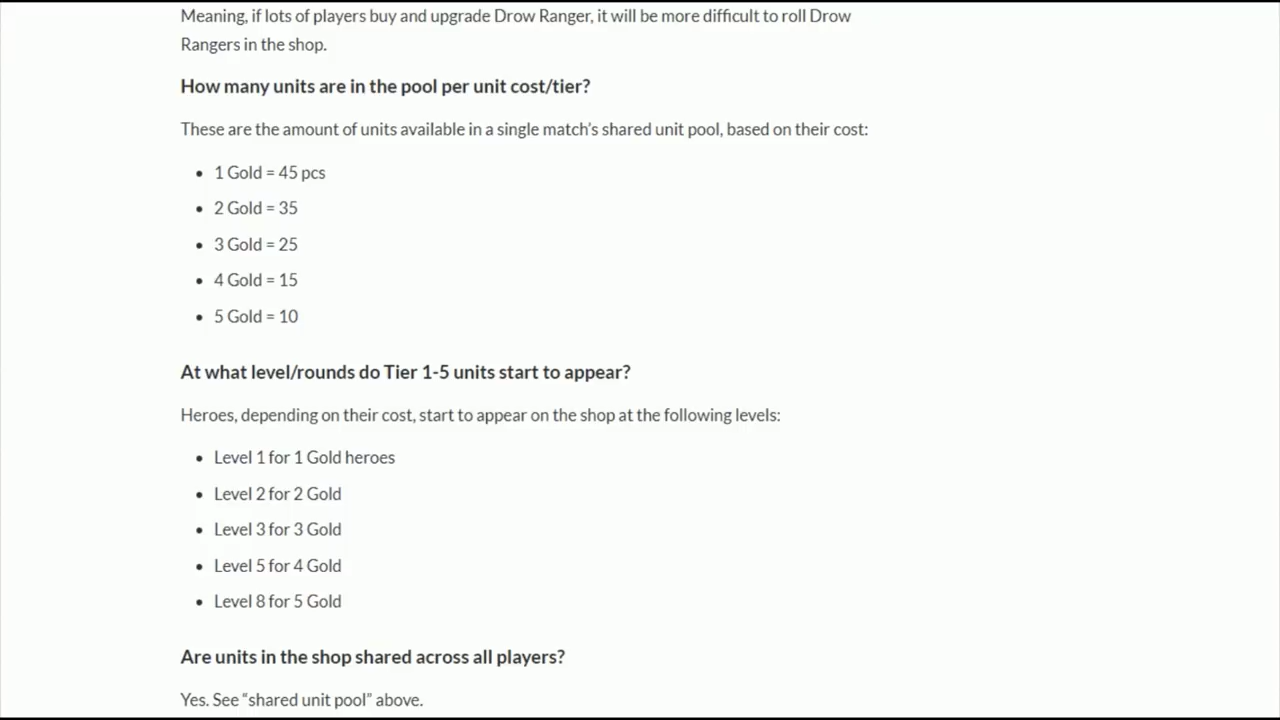 Meaning, if lots of players buy and upgrade Drow Ranger, it will be more difficult to roll Drow
Rangers in the shop.
How many units are in the pool per unit cost/tier?
These are the amount of units available in a single match's shared unit pool, based on their cost:
• 1 Gold = 45 pcs
• 2 Gold = 35
• 3 Gold = 25
• 4 Gold = 15
• 5 Gold = 10
At what level/rounds do Tier 1-5 units start to appear?
Heroes, depending on their cost, start to appear on the shop at the following levels:
• Level 1 for 1 Gold heroes
• Level 2 for 2 Gold
• Level 3 for 3 Gold
• Level 5 for 4 Gold
• Level 8 for 5 Gold
Are units in the shop shared across all players?
Yes. See “shared unit pool” above.